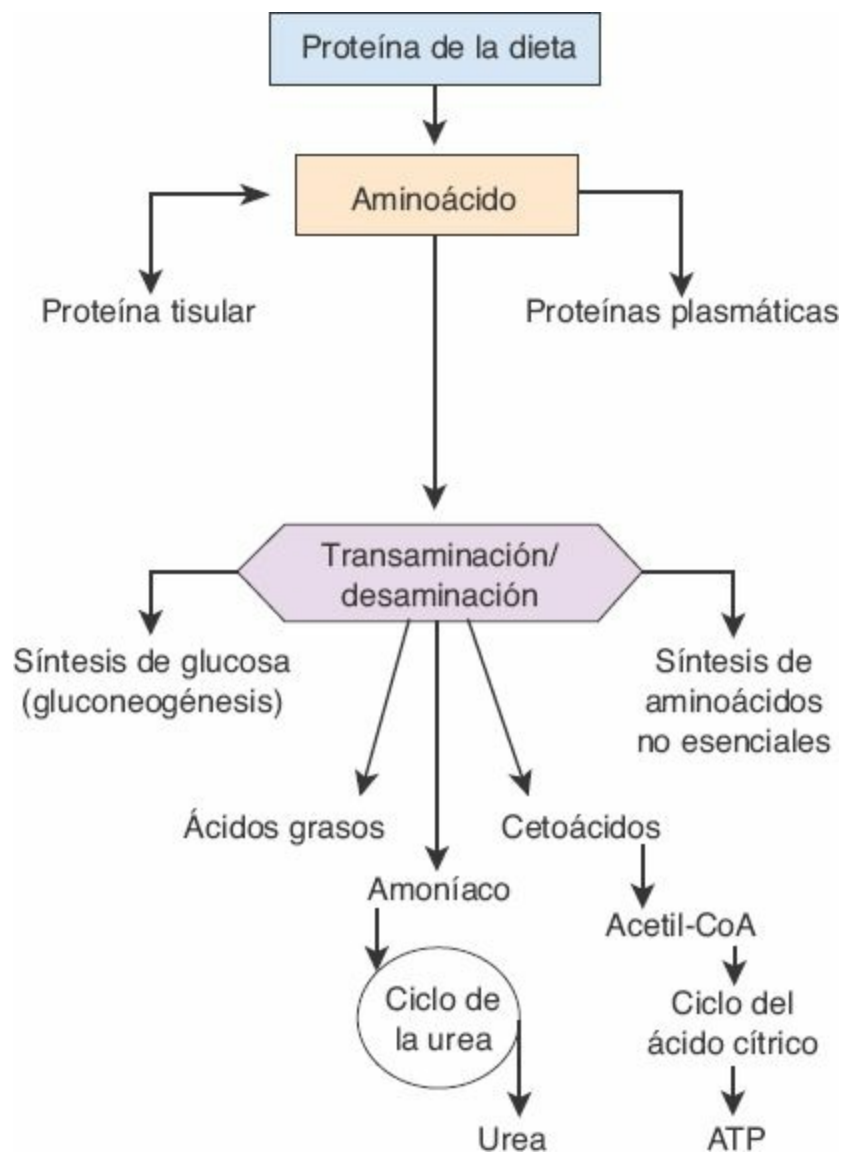 Proteína de la dieta
Aminoácido
Proteína tisular
Proteínas plasmáticas
Transaminación/
desaminación
Síntesis de glucosa
(gluconeogénesis)
Síntesis de
aminoácidos
no esenciales
Ácidos grasos
Cetoácidos
Amoníaco
Acetil-CoA
Ciclo de
la urea
Ciclo del
ácido cítrico
Urea
ATP